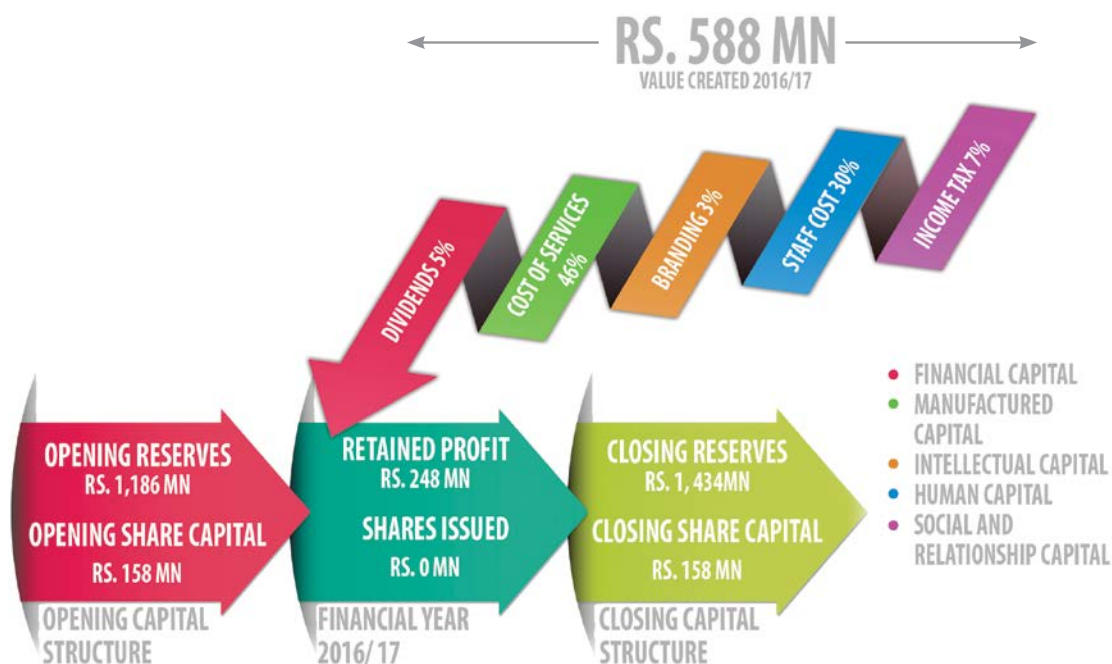 RS. 588 MN
VALUE CREATED 2016/17
DIVIDENDS 5%
COST OF SERVICES
46%
BRANDING 3%
STAFF COST 30%
INCOME TAX 7%
OPENING RESERVES
RS. 1,186 MN
OPENING SHARE CAPITAL
RS. 158 MN
OPENING CAPITAL
STRUCTURE
RETAINED PROFIT
RS. 248 MN
SHARES ISSUED
RS. 0 MN
FINANCIAL YEAR
2016/ 17
CLOSING RESERVES
RS. 1, 434MN
CLOSING SHARE CAPITAL
RS. 158 MN
CLOSING CAPITAL
STRUCTURE
FINANCIAL CAPITAL
MANUFACTURED
CAPITAL
INTELLECTUAL CAPITAL
HUMAN CAPITAL
SOCIAL AND
RELATIONSHIP CAPITAL